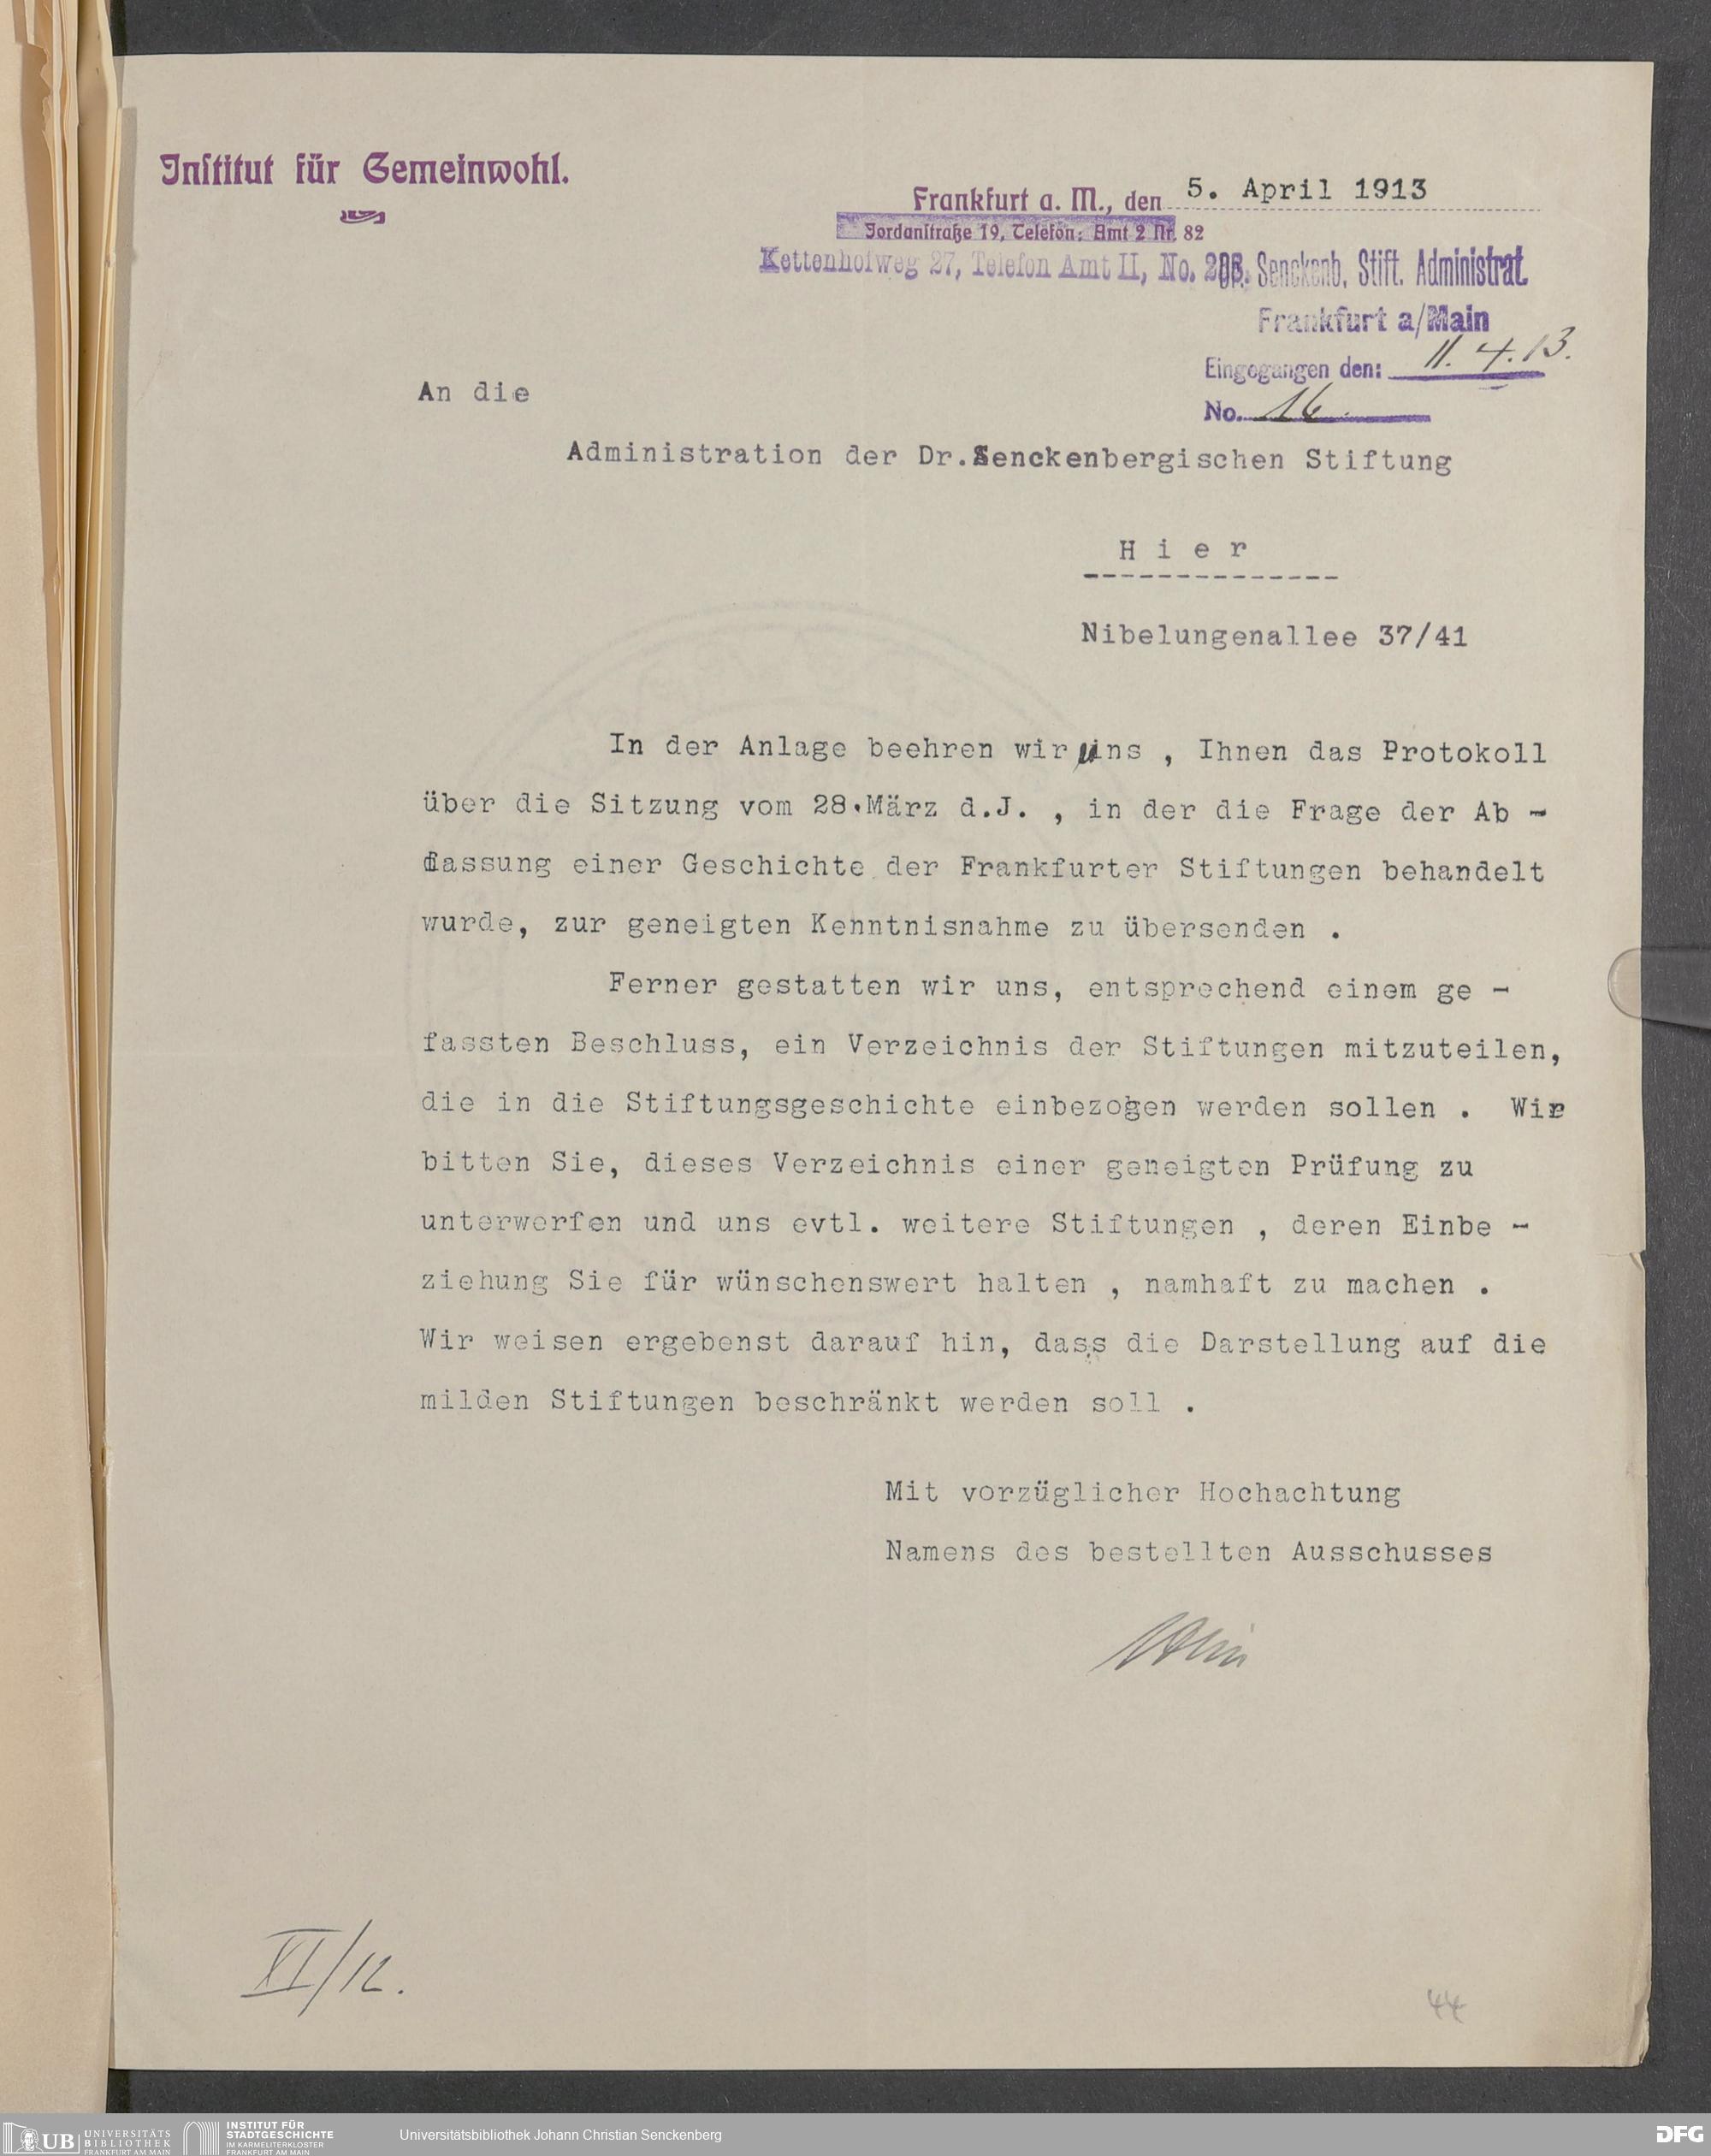 Institut für Gemeinwohl.
Frankfurt a. M., den 5. April 1913
Jordanstraße 19, Telefon: Amt 2 Nr. 82
Kettenhofweg 27, Telefon Amt II, No.
Dr. Senckenb. Stift. Administrat.
Frankfurt a/Main
Eingegangen den: 11. 4. 13.
No. 16.
An die
Administration der Dr.Senckenbergischen Stiftung
H i e r
--------------
Nibelungenallee 37/41
In der Anlage beehren wir uns , Ihnen das Protokoll
über die Sitzung vom 28.März d.J. , in der die Frage der Ab -
fassung einer Geschichte der Frankfurter Stiftungen behandelt
wurde, zur geneigten Kenntnisnahme zu übersenden .
Ferner gestatten wir uns, entsprechend einem ge -
fassten Beschluss, ein Verzeichnis der Stiftungen mitzuteilen,
die in die Stiftungsgeschichte einbezogen werden sollen . Wir
bitten Sie, dieses Verzeichnis einer geneigten Prüfung zu
unterwerfen und uns evtl. weitere Stiftungen , deren Einbe -
ziehung Sie für wünschenswert halten , namhaft zu machen .
Wir weisen ergebenst darauf hin, dass die Darstellung auf die
milden Stiftungen beschränkt werden soll .
Mit vorzüglicher Hochachtung
Namens des bestellten Ausschusses
XI/12.
44
UB UNIVERSITÄTS
BIBLIOTHEK
FRANKFURT AM MAIN
INSTITUT FÜR
STADTGESCHICHTE
IM KARMELITERKLOSTER
FRANKFURT AM MAIN
Universitätsbibliothek Johann Christian Senckenberg
DFG